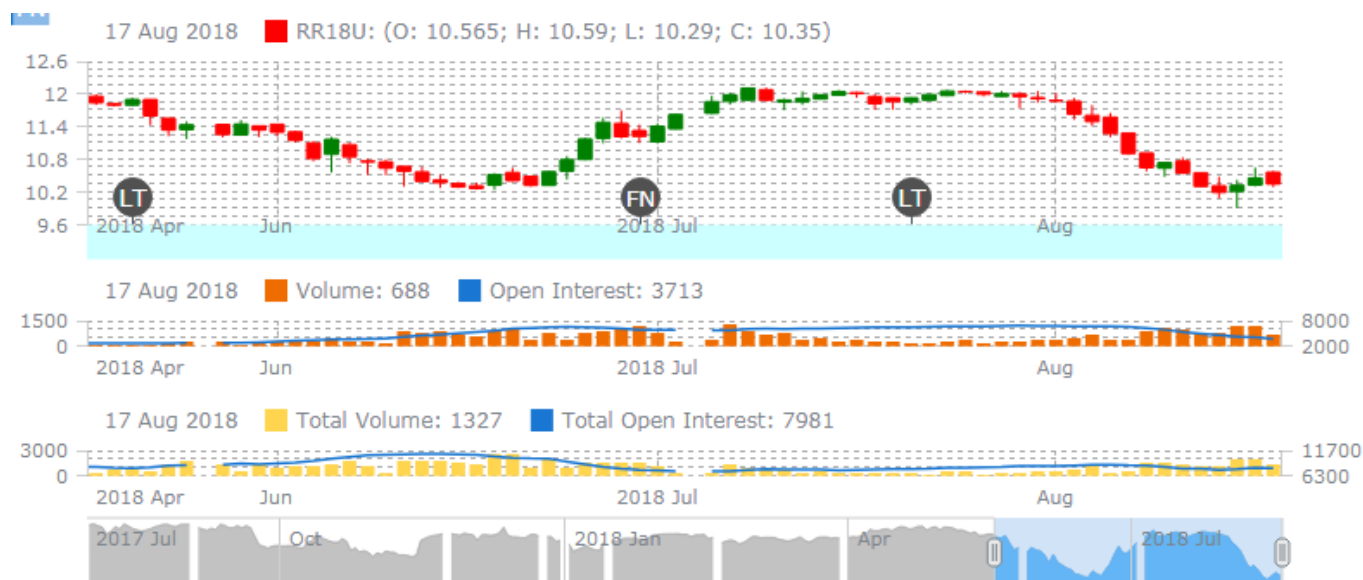 17 Aug 2018 RR18U: (O: 10.565; H: 10.59; L: 10.29; C: 10.35)
12.6
12
11.4
10.8
10.2
LT FN LT
9.6 2018 Apr Jun 2018 Jul Aug
17 Aug 2018 Volume: 688 Open Interest: 3713
1500 8000
0 2000
2018 Apr Jun 2018 Jul Aug
17 Aug 2018 Total Volume: 1327 Total Open Interest: 7981
3000 11700
0 6300
2018 Apr Jun 2018 Jul Aug
2017 Jul Oct 2018 Jan Apr 2018 Jul